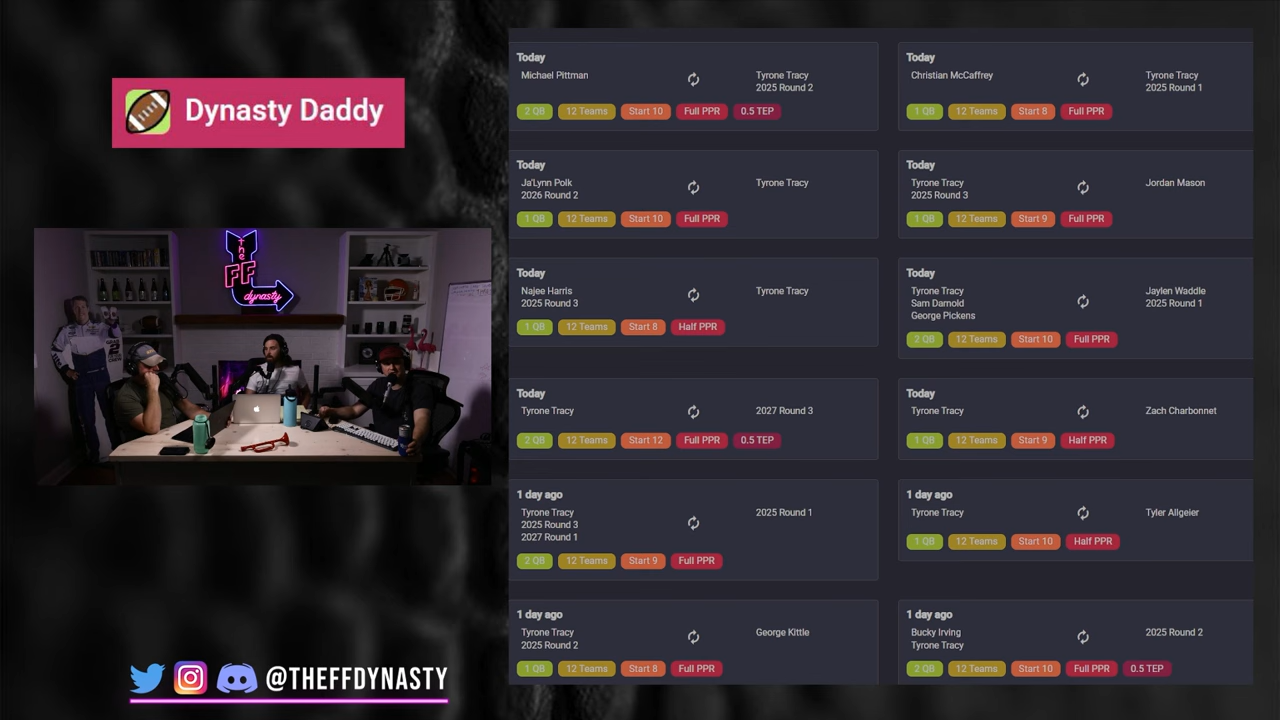 Dynasty Daddy
the
FF
dynasty
@THEFFDYNASTY
Today
Michael Pittman
Tyrone Tracy
2025 Round 2
2 QB
12 Teams
Start 10
Full PPR
0.5 TEP
Today
Christian McCaffrey
Tyrone Tracy
2025 Round 1
1 QB
12 Teams
Start 8
Full PPR
Today
Ja'Lynn Polk
2026 Round 2
Tyrone Tracy
1 QB
12 Teams
Start 10
Full PPR
Today
Tyrone Tracy
2025 Round 3
Jordan Mason
1 QB
12 Teams
Start 9
Full PPR
Today
Najee Harris
2025 Round 3
Tyrone Tracy
1 QB
12 Teams
Start 8
Half PPR
Today
Tyrone Tracy
Sam Darnold
George Pickens
Jaylen Waddle
2025 Round 1
2 QB
12 Teams
Start 10
Full PPR
Today
Tyrone Tracy
2027 Round 3
2 QB
12 Teams
Start 12
Full PPR
0.5 TEP
Today
Tyrone Tracy
Zach Charbonnet
1 QB
12 Teams
Start 9
Half PPR
1 day ago
Tyrone Tracy
2025 Round 3
2027 Round 1
2025 Round 1
2 QB
12 Teams
Start 9
Full PPR
1 day ago
Tyrone Tracy
Tyler Allgeier
1 QB
12 Teams
Start 10
Half PPR
1 day ago
Tyrone Tracy
2025 Round 2
George Kittle
1 QB
12 Teams
Start 8
Full PPR
1 day ago
Bucky Irving
Tyrone Tracy
2025 Round 2
2 QB
12 Teams
Start 10
Full PPR
0.5 TEP